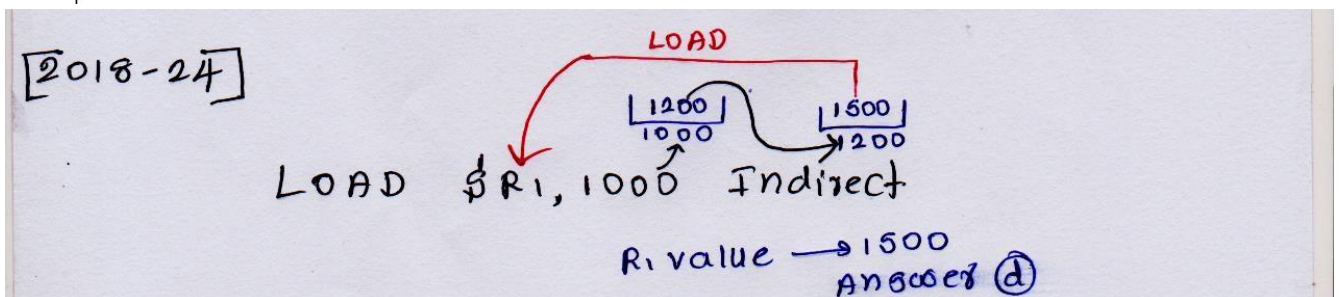 [2018-24]
LOAD
1200
1000
1500
1200
LOAD $R1, 1000 Indirect
R1 value → 1500
Answer (d)